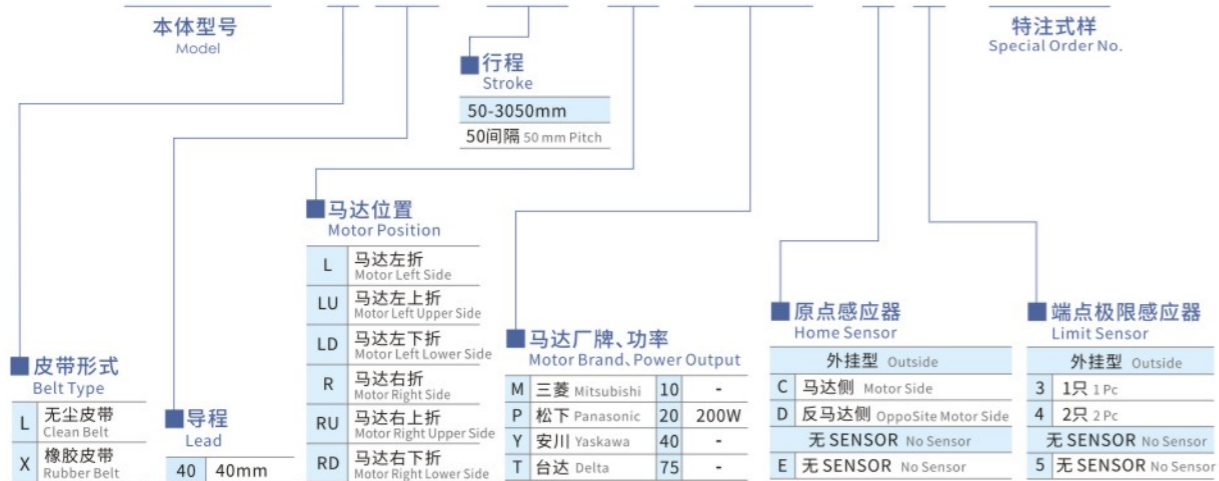 本体型号
Model
特注式样
Special Order No.
行程
Stroke
50-3050mm
50间隔 50 mm Pitch
马达位置
Motor Position
L 马达左折
Motor Left Side
LU 马达左上折
Motor Left Upper Side
LD 马达左下折
Motor Left Lower Side
R 马达右折
Motor Right Side
RU 马达右上折
Motor Right Upper Side
RD 马达右下折
Motor Right Lower Side
皮带形式
Belt Type
L 无尘皮带
Clean Belt
X 橡胶皮带
Rubber Belt
导程
Lead
40 40mm
马达厂牌、功率
Motor Brand、Power Output
M 三菱 Mitsubishi 10 -
P 松下 Panasonic 20 200W
Y 安川 Yaskawa 40 -
T 台达 Delta 75 -
原点感应器
Home Sensor
外挂型 Outside
C 马达侧 Motor Side
D 反马达侧 OppoSite Motor Side
无 SENSOR No Sensor
E 无 SENSOR No Sensor
端点极限感应器
Limit Sensor
外挂型 Outside
3 1只 1 Pc
4 2只 2 Pc
无 SENSOR No Sensor
5 无 SENSOR No Sensor